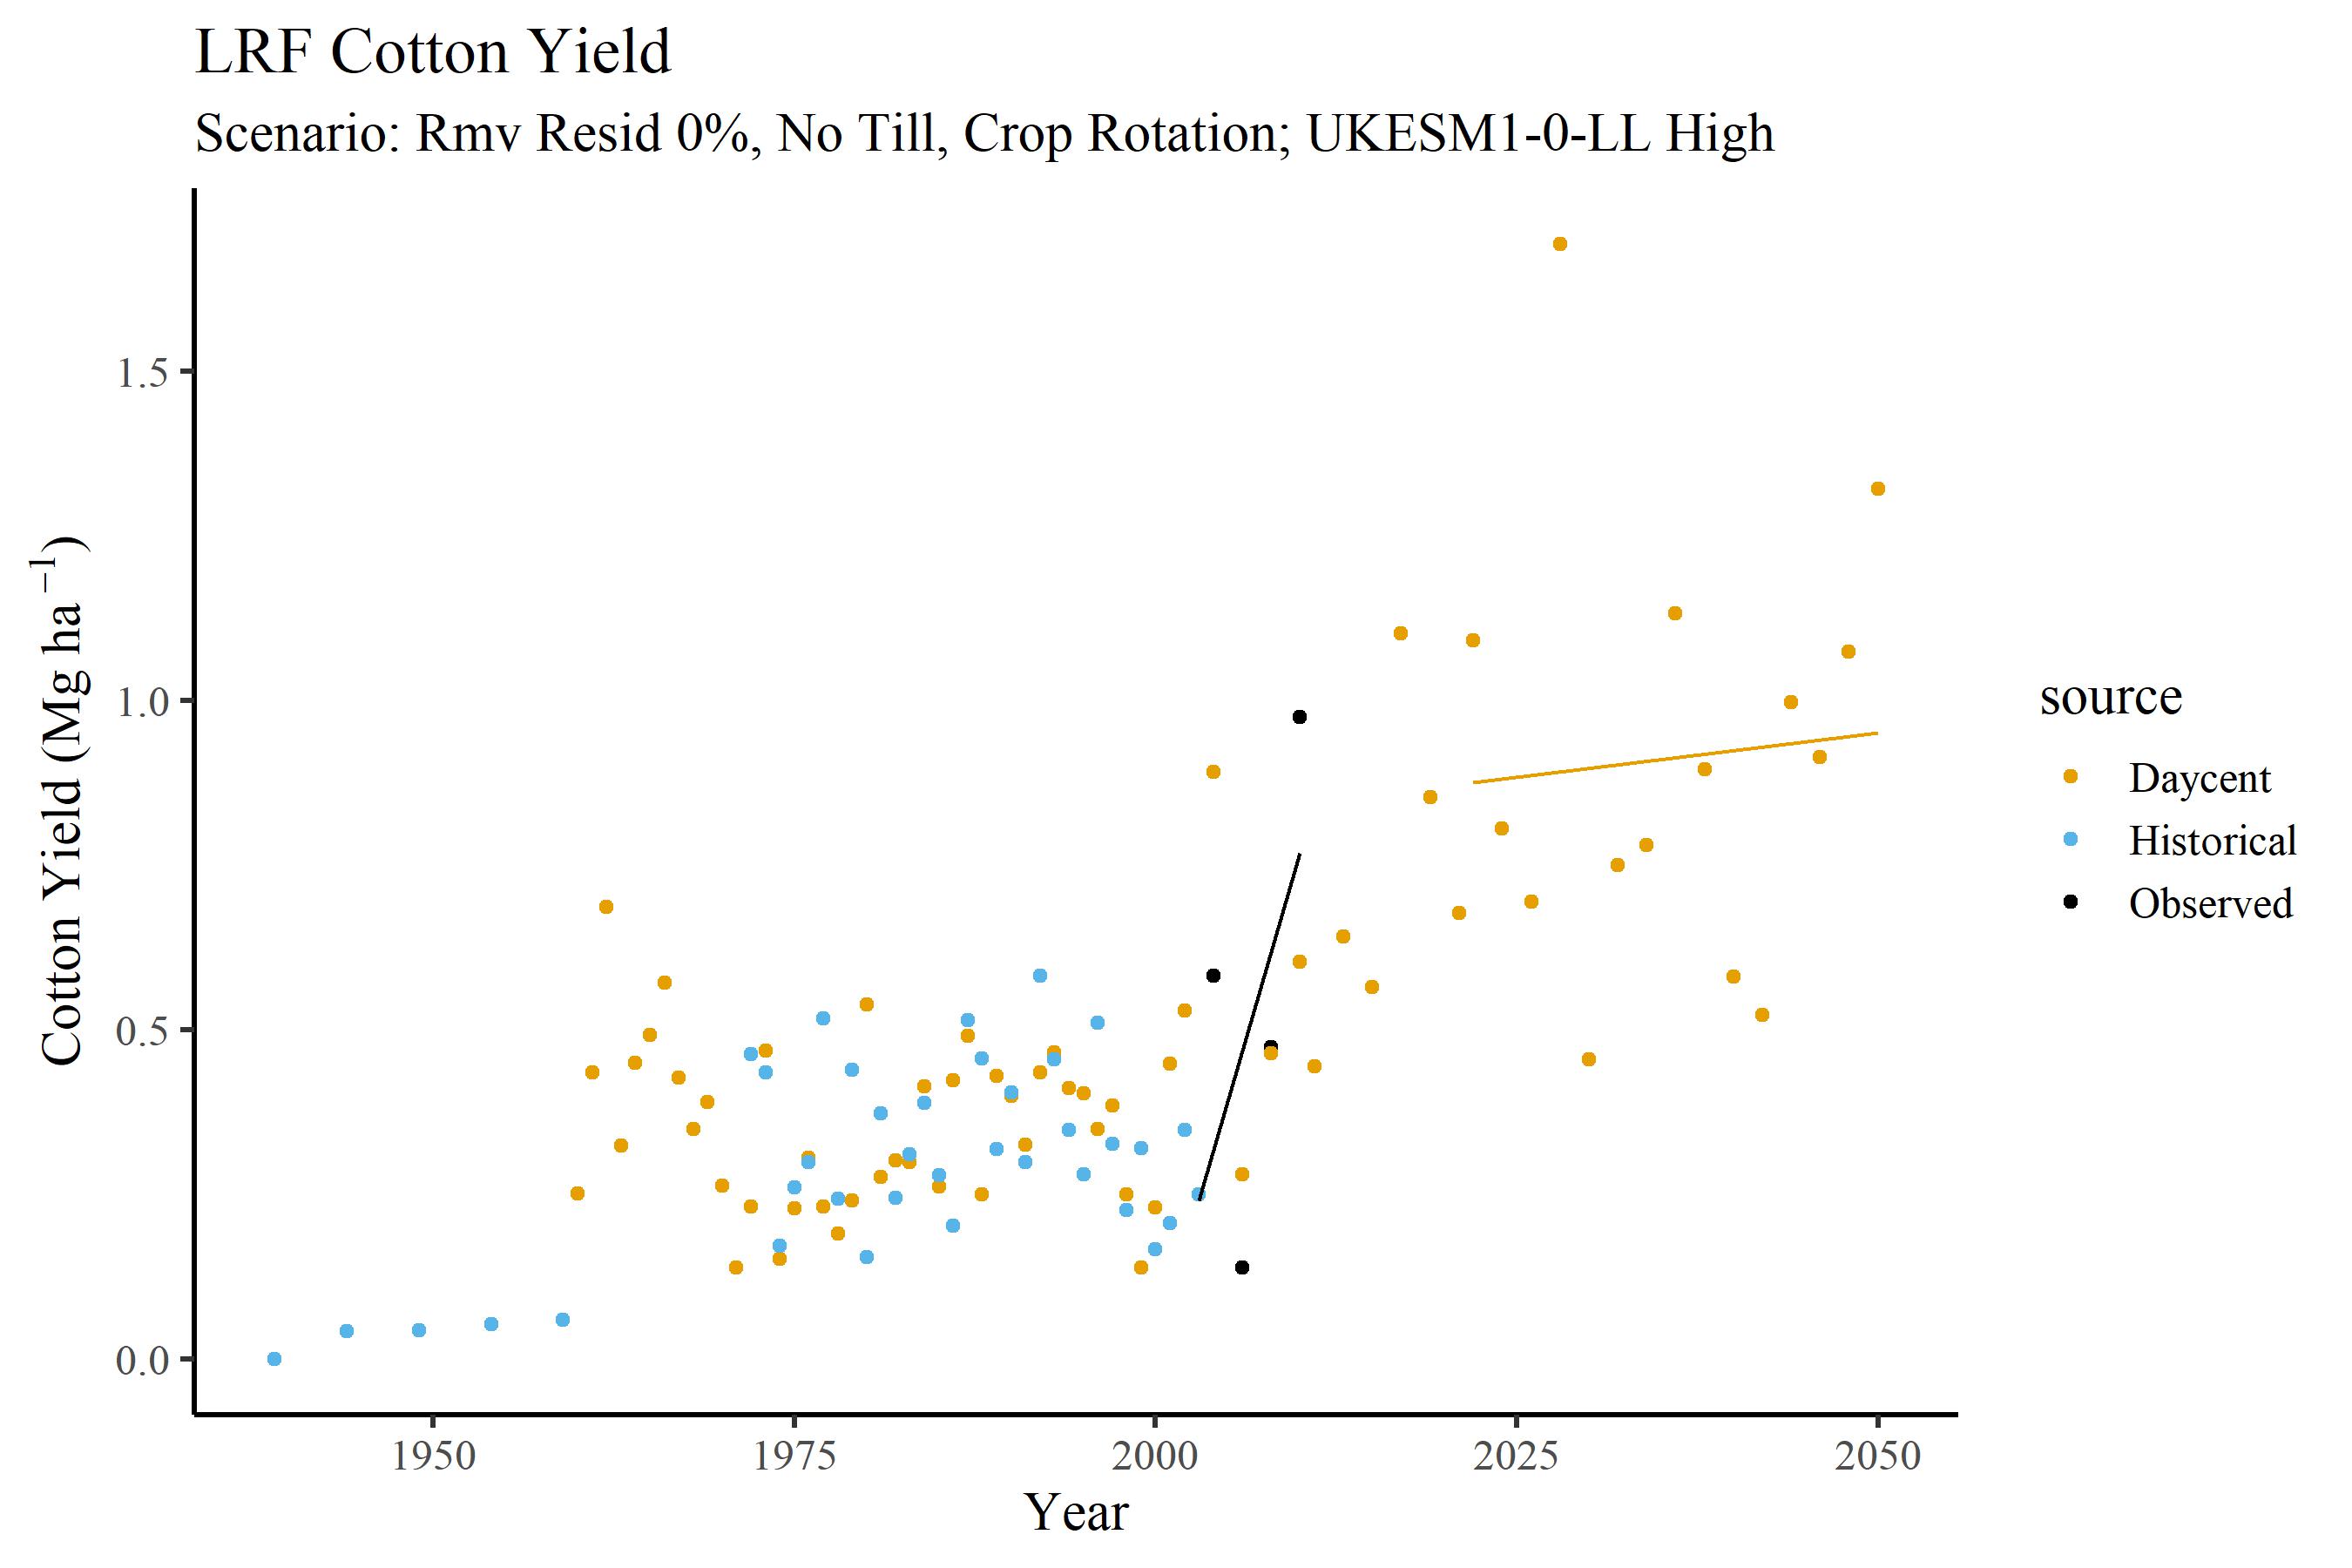 LRF Cotton Yield
Scenario: Rmv Resid 0%, No Till, Crop Rotation; UKESM1-0-LL High
Cotton Yield (Mg ha⁻¹)
1.5
1.0
0.5
0.0
1950 1975 2000 2025 2050
Year
source
Daycent
Historical
Observed